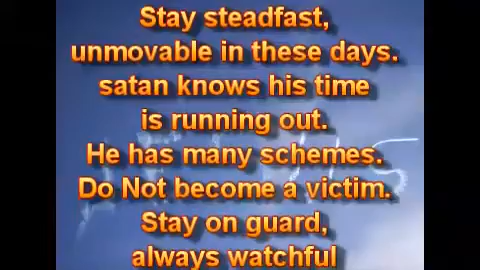 Stay steadfast,
unmovable in these days.
satan knows his time
is running out.
He has many schemes.
Do Not become a victim.
Stay on guard,
always watchful